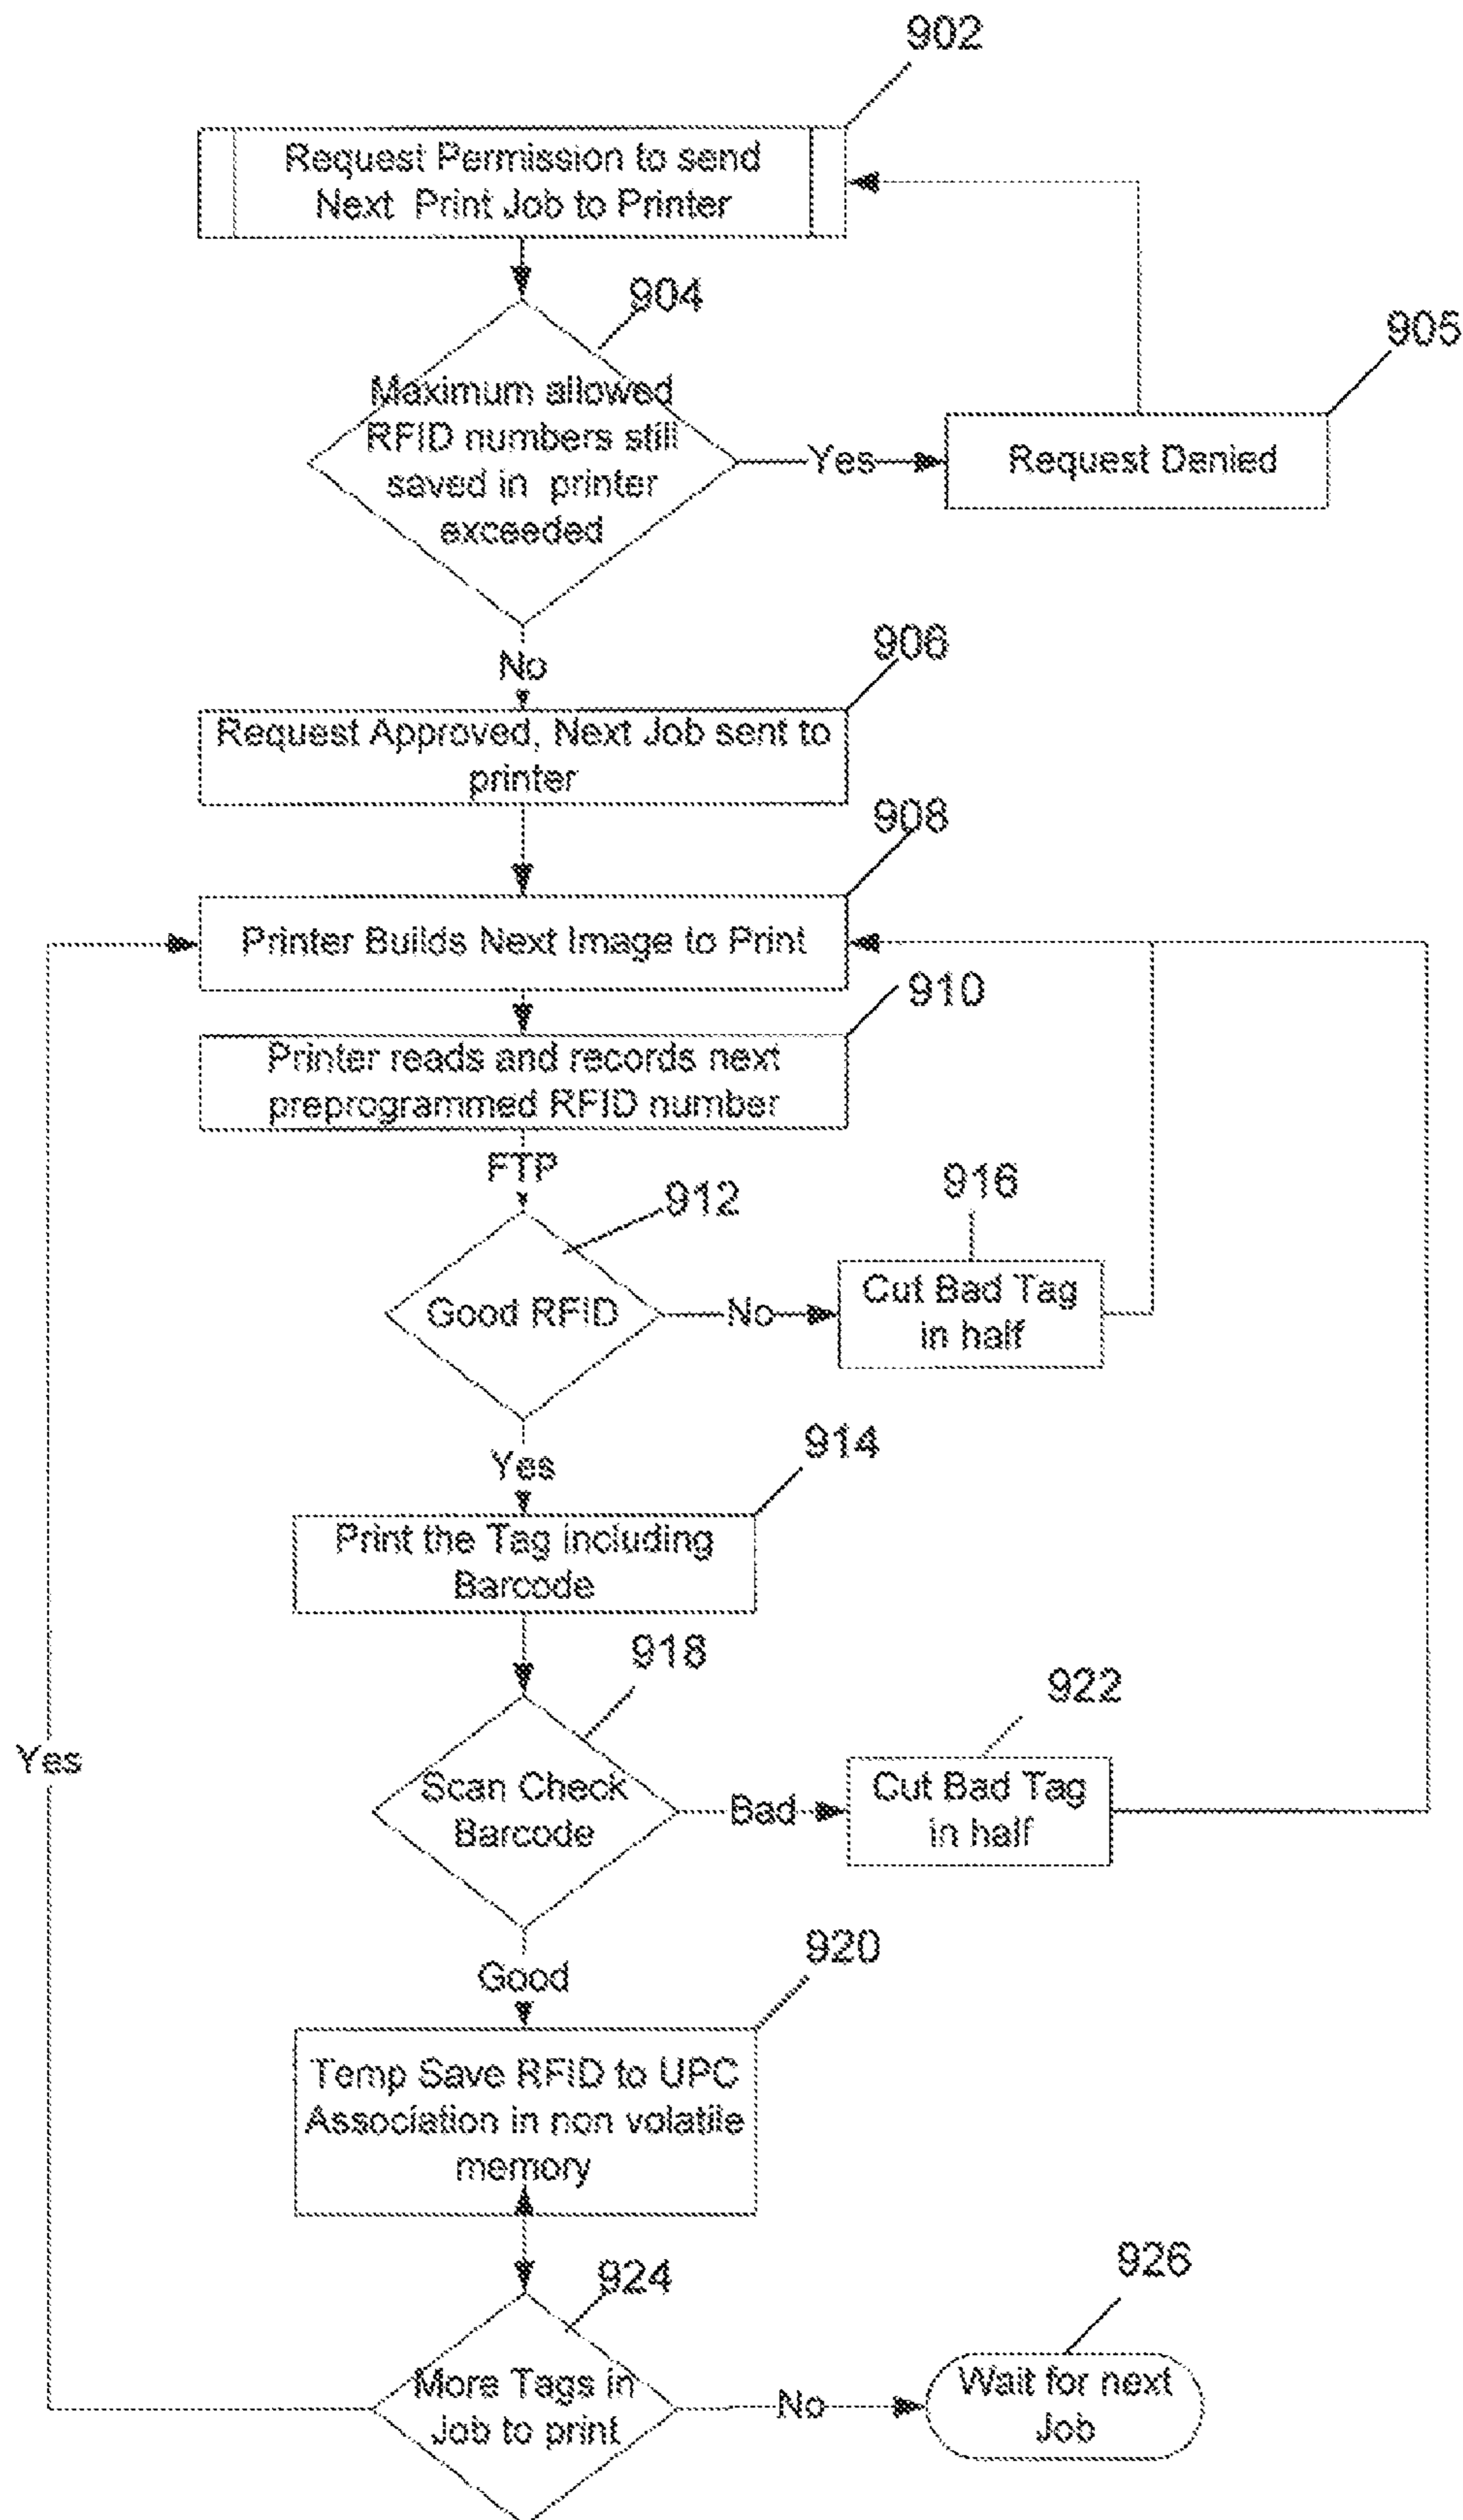 902
Request Permission to send
Next Print Job to Printer
904
905
Maximum allowed
RFID numbers still
saved in printer
exceeded
Yes
Request Denied
No
906
Request Approved, Next Job sent to
printer
908
Printer Builds Next Image to Print
910
Printer reads and records next
preprogrammed RFID number
FTP
912
916
Good RFID
No
Cut Bad Tag
in half
Yes
914
Print the Tag including
Barcode
918
922
Yes
Scan Check
Barcode
Bad
Cut Bad Tag
in half
Good
920
Temp Save RFID to UPC
Association in non volatile
memory
924
926
More Tags in
Job to print
No
Wait for next
Job